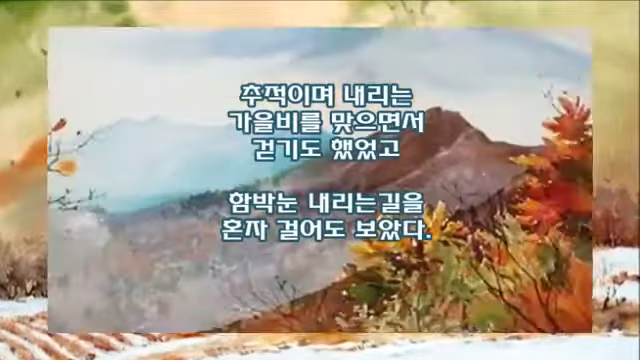 추적이며 내리는
가을비를 맞으면서
걷기도 했었고
함박눈 내리는길을
혼자 걸어도 보았다.